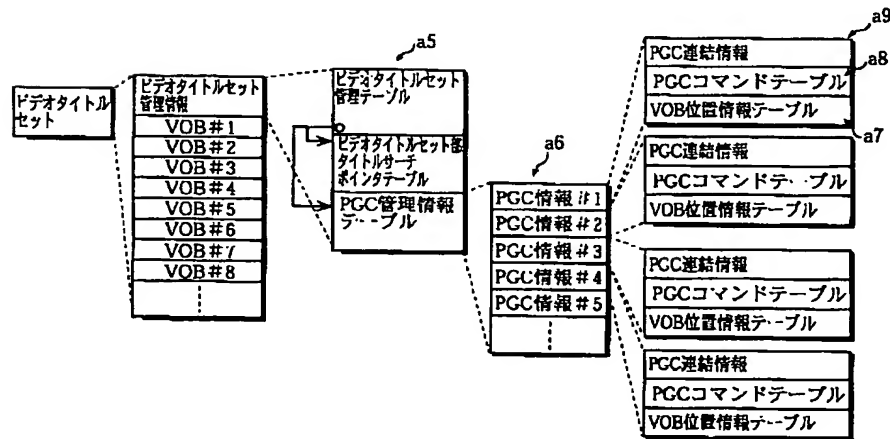 ビデオタイトル
セット
ビデオタイトルセット
管理情報
VOB#1
VOB#2
VOB#3
VOB#4
VOB#5
VOB#6
VOB#7
VOB#8
a5
ビデオタイトルセット
管理テーブル
ビデオタイトルセット部
タイトルサーチ
ポインタテーブル
PGC管理情報
テーブル
a6
PGC情報#1
PGC情報#2
PGC情報#3
PGC情報#4
PGC情報#5
a9
PGC連結情報
a8
PGCコマンドテーブル
VOB位置情報テーブル
a7
PGC連結情報
PGCコマンドテーブル
VOB位置情報テーブル
PGC連結情報
PGCコマンドテーブル
VOB位置情報テーブル
PGC連結情報
PGCコマンドテーブル
VOB位置情報テーブル